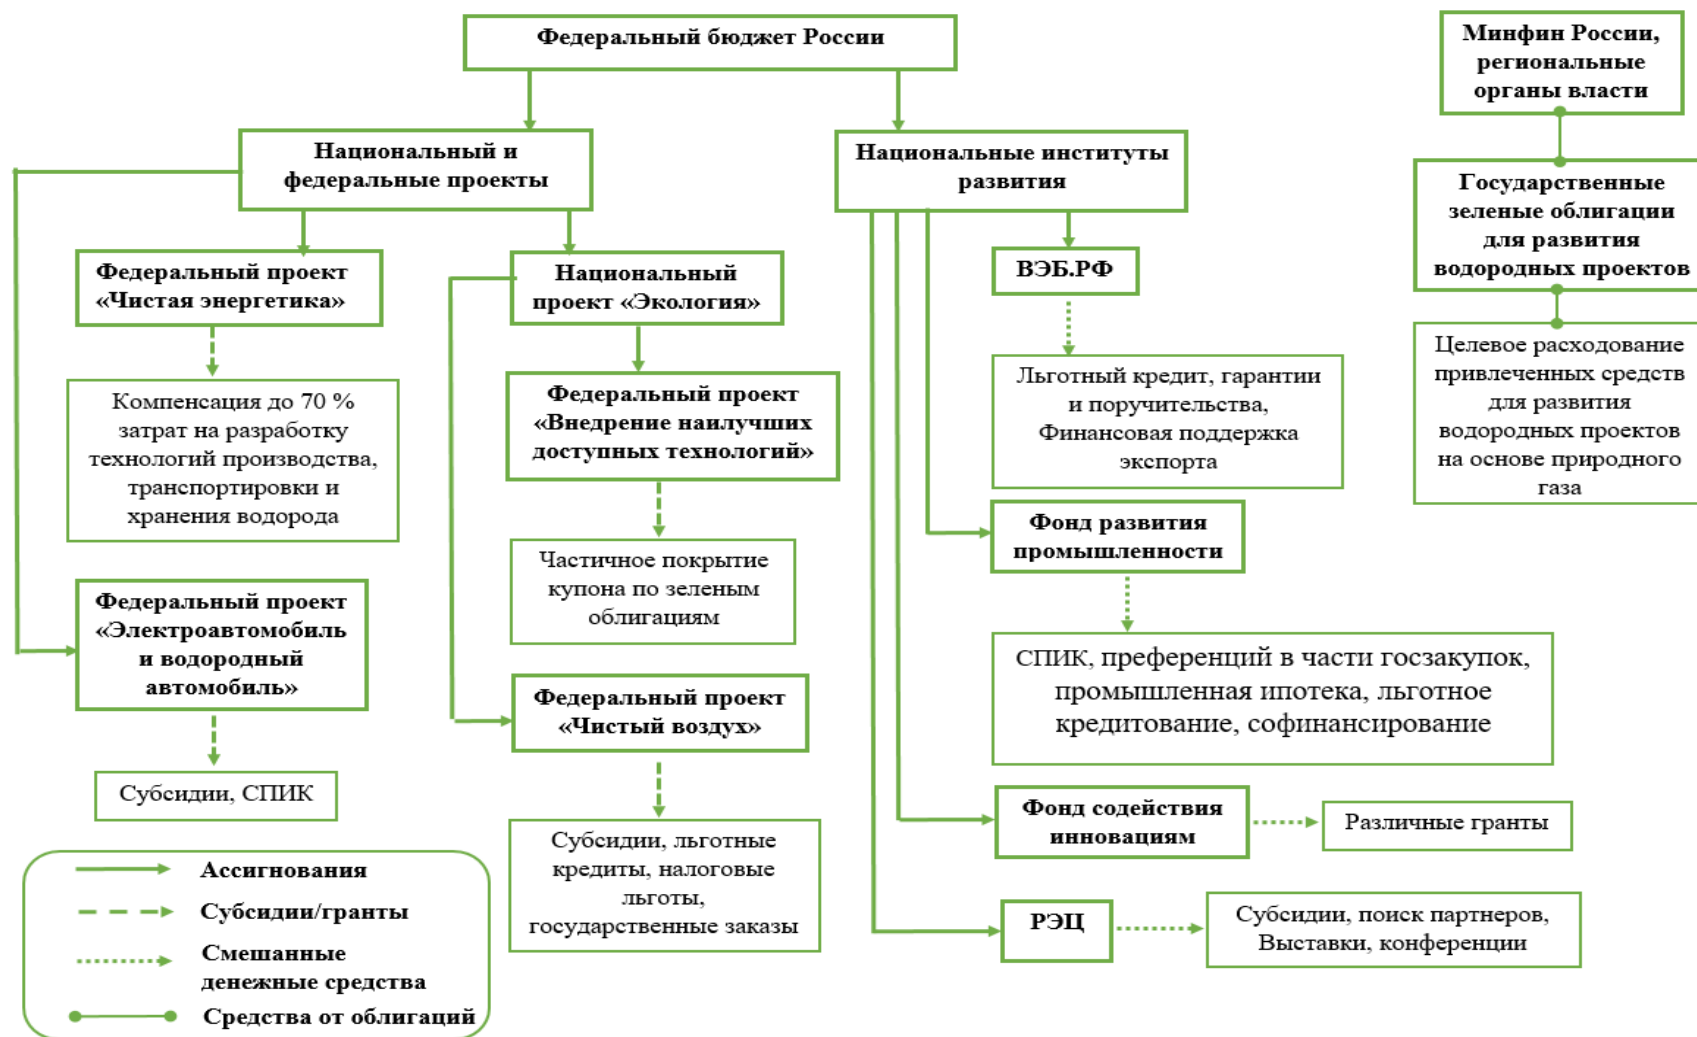 Федеральный бюджет России
Минфин России,
региональные
органы власти
Национальный и
федеральные проекты
Национальные институты
развития
Государственные
зеленые облигации
для развития
водородных проектов
Федеральный проект
«Чистая энергетика»
Национальный
проект «Экология»
ВЭБ.РФ
Целевое расходование
привлеченных средств
для развития
водородных проектов
на основе природного
газа
Компенсация до 70 %
затрат на разработку
технологий производства,
транспортировки и
хранения водорода
Федеральный проект
«Внедрение наилучших
доступных технологий»
Льготный кредит, гарантии
и поручительства,
Финансовая поддержка
экспорта
Фонд развития
промышленности
Частичное покрытие
купона по зеленым
облигациям
Федеральный проект
«Электроавтомобиль
и водородный
автомобиль»
СПИК, преференций в части госзакупок,
промышленная ипотека, льготное
кредитование, софинансирование
Федеральный проект
«Чистый воздух»
Субсидии, СПИК
Фонд содействия
инновациям
Различные гранты
Субсидии, льготные
кредиты, налоговые
льготы,
государственные заказы
РЭЦ
Субсидии, поиск партнеров,
Выставки, конференции
Ассигнования
Субсидии/гранты
Смешанные
денежные средства
Средства от облигаций